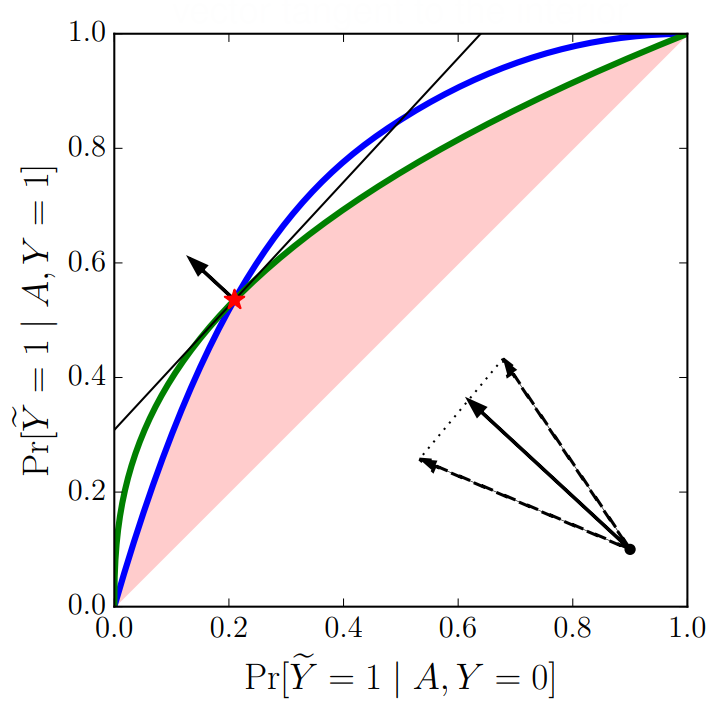 1.0
0.8
0.6
0.4
0.2
0.0
Pr[Ỹ = 1 | A, Y = 1]
0.0 0.2 0.4 0.6 0.8 1.0
Pr[Ỹ = 1 | A, Y = 0]